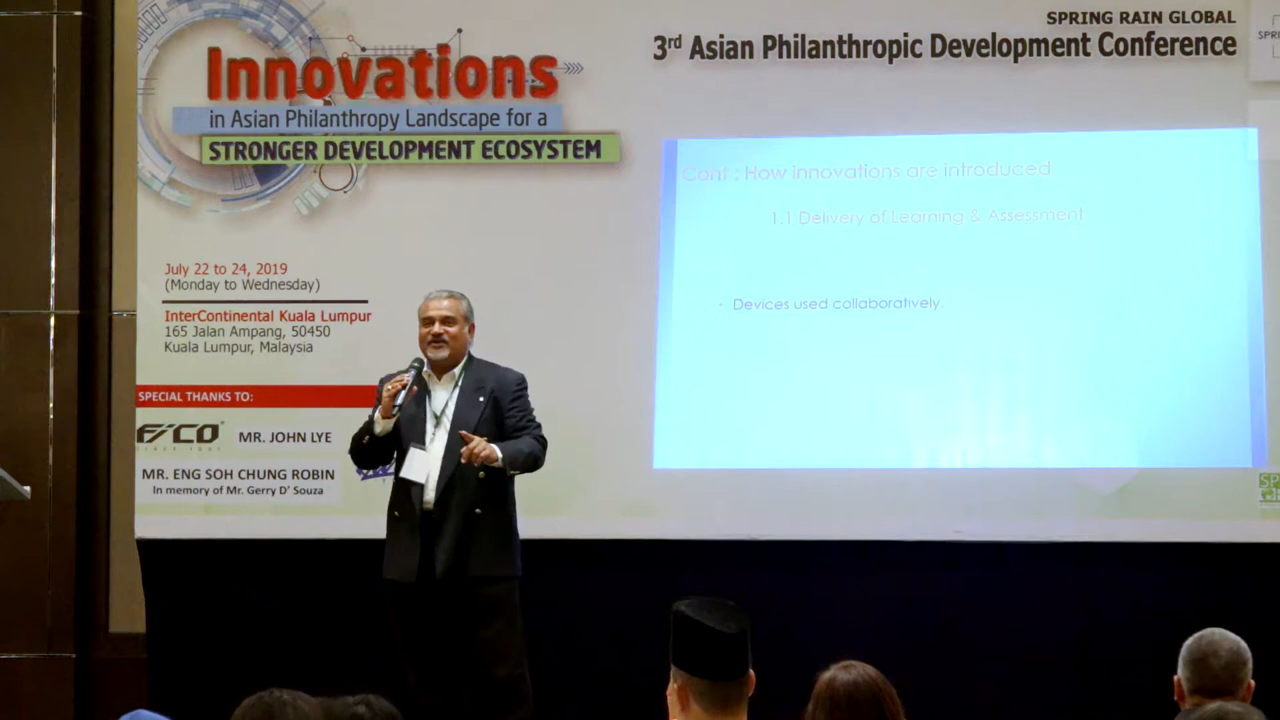 Innovations
in Asian Philanthropy Landscape for a
STRONGER DEVELOPMENT ECOSYSTEM
July 22 to 24, 2019
(Monday to Wednesday)
InterContinental Kuala Lumpur
165 Jalan Ampang, 50450
Kuala Lumpur, Malaysia
SPECIAL THANKS TO:
MR. JOHN LYE
MR. ENG SOH CHUNG ROBIN
In memory of Mr. Gerry D' Souza
SPRING RAIN GLOBAL
3rd Asian Philanthropic Development Conference
Cont : How innovations are introduced
1.1 Delivery of Learning & Assessment
· Devices used collaboratively.